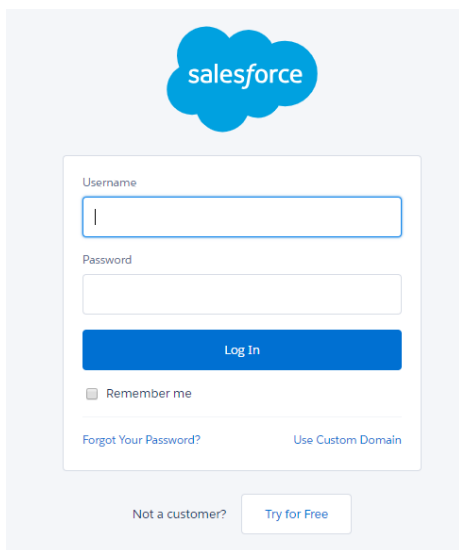 salesforce
Username
Password
Log In
Remember me
Forgot Your Password? Use Custom Domain
Not a customer? Try for Free